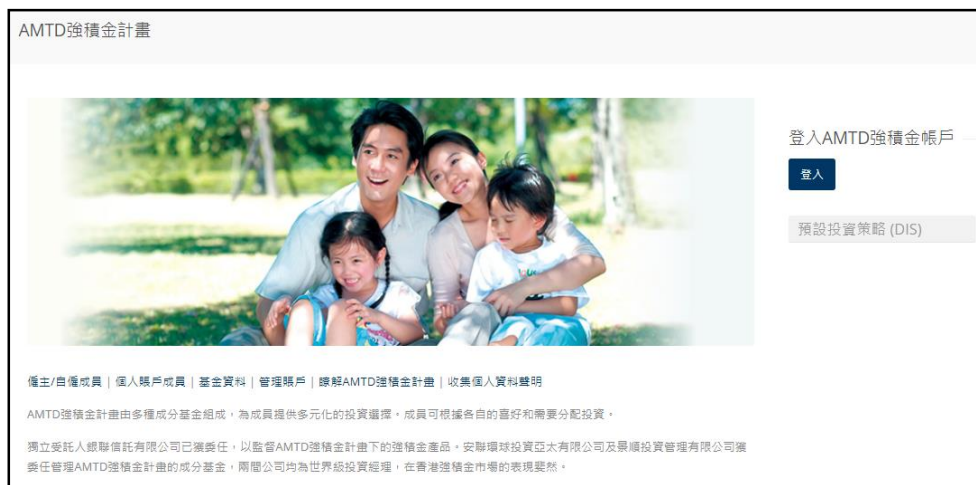 AMTD強積金計畫
登入AMTD強積金帳戶
登入
預設投資策略 (DIS)
僱主/自僱成員 | 個人賬戶成員 | 基金資料 | 管理賬戶 | 瞭解AMTD強積金計畫 | 收集個人資料聲明
AMTD強積金計畫由多種成分基金組成，為成員提供多元化的投資選擇。成員可根據各自的喜好和需要分配投資。
獨立受託人銀聯信託有限公司已獲委任，以監督AMTD強積金計畫下的強積金產品。安聯環球投資亞太有限公司及景順投資管理有限公司獲
委任管理AMTD強積金計畫的成分基金，兩間公司均為世界級投資經理，在香港強積金市場的表現斐然。